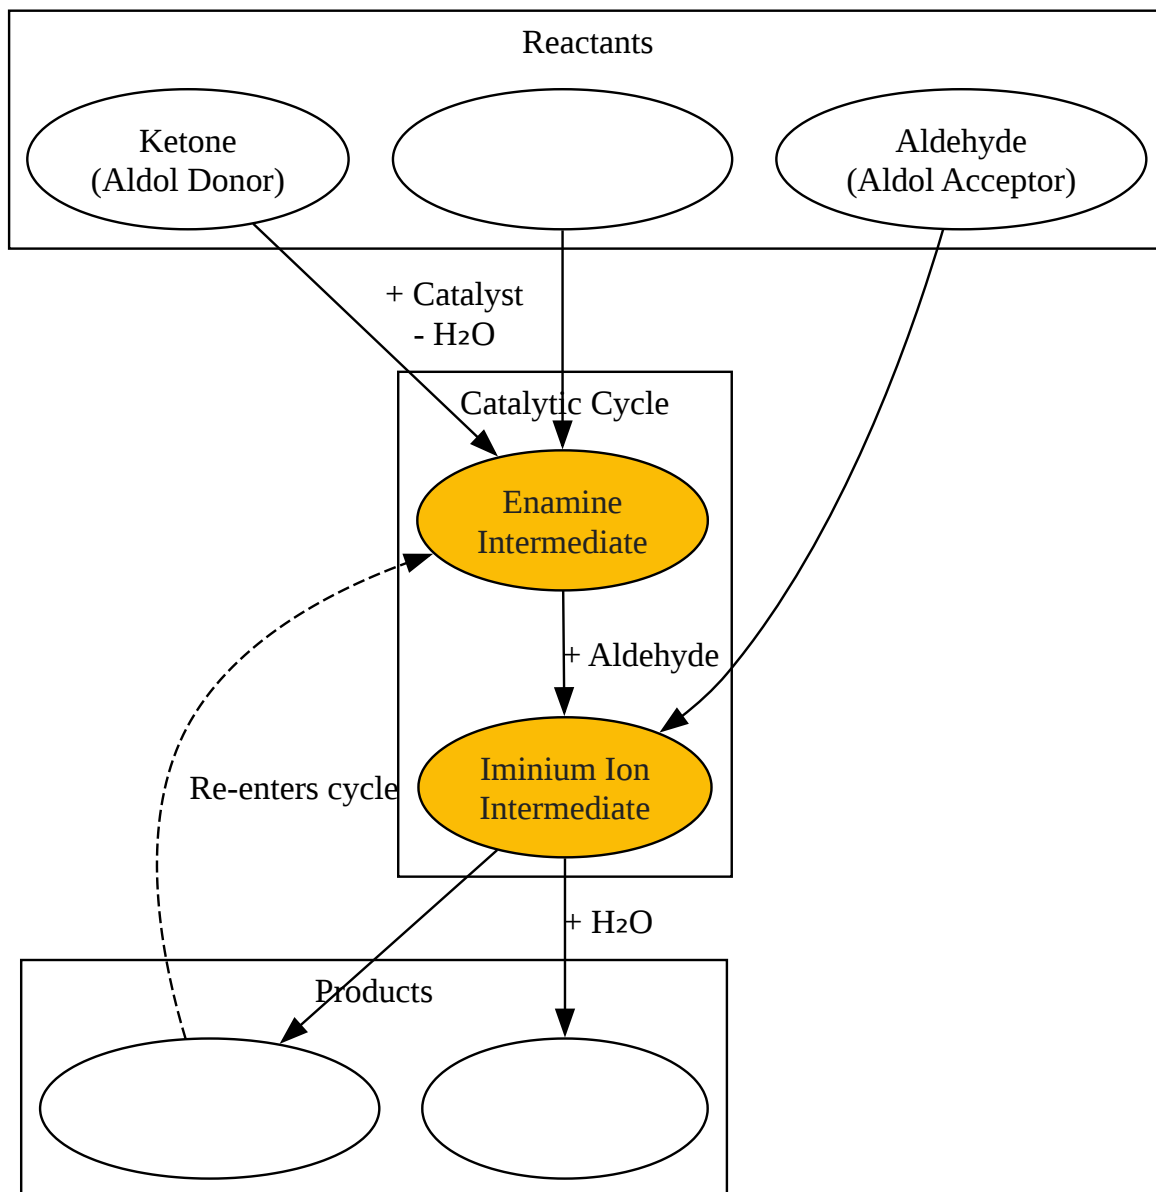 Reactants
Ketone
(Aldol Donor)
Aldehyde
(Aldol Acceptor)
+ Catalyst
- H₂O
Catalytic Cycle
Enamine
Intermediate
+ Aldehyde
Iminium Ion
Intermediate
Re-enters cycle
+ H₂O
Products